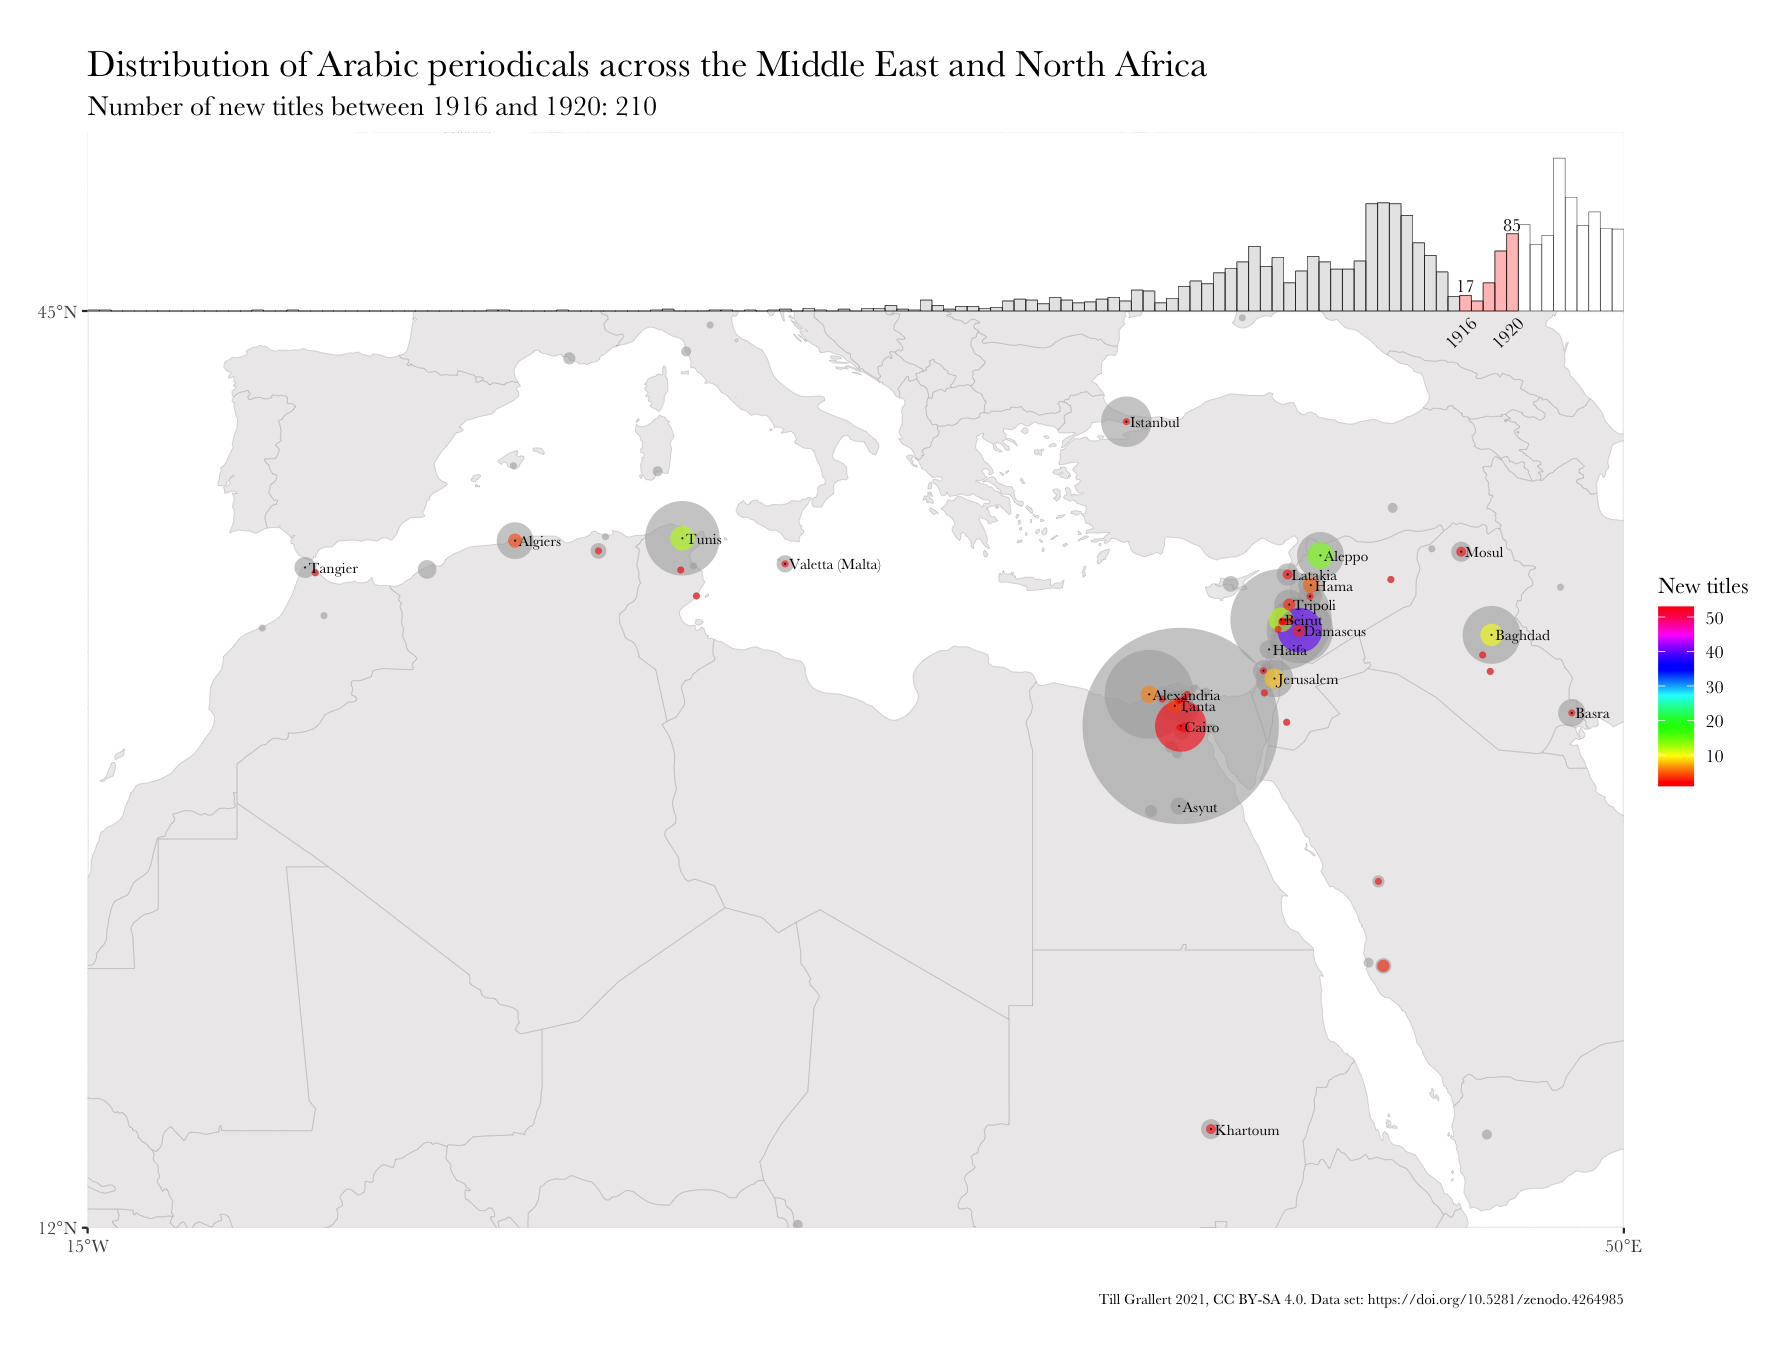 Distribution of Arabic periodicals across the Middle East and North Africa
Number of new titles between 1916 and 1920: 210
85
17
45°N
1916
1920
Istanbul
Algiers
Tunis
Mosul
Aleppo
Valetta (Malta)
Tangier
Latakia
Hama
Tripoli
Beirut
Damascus
Baghdad
Haifa
Jerusalem
Alexandria
Tanta
Basra
Cairo
Asyut
Khartoum
New titles
50
40
30
20
10
12°N
15°W
50°E
Till Grallert 2021, CC BY-SA 4.0. Data set: https://doi.org/10.5281/zenodo.4264985